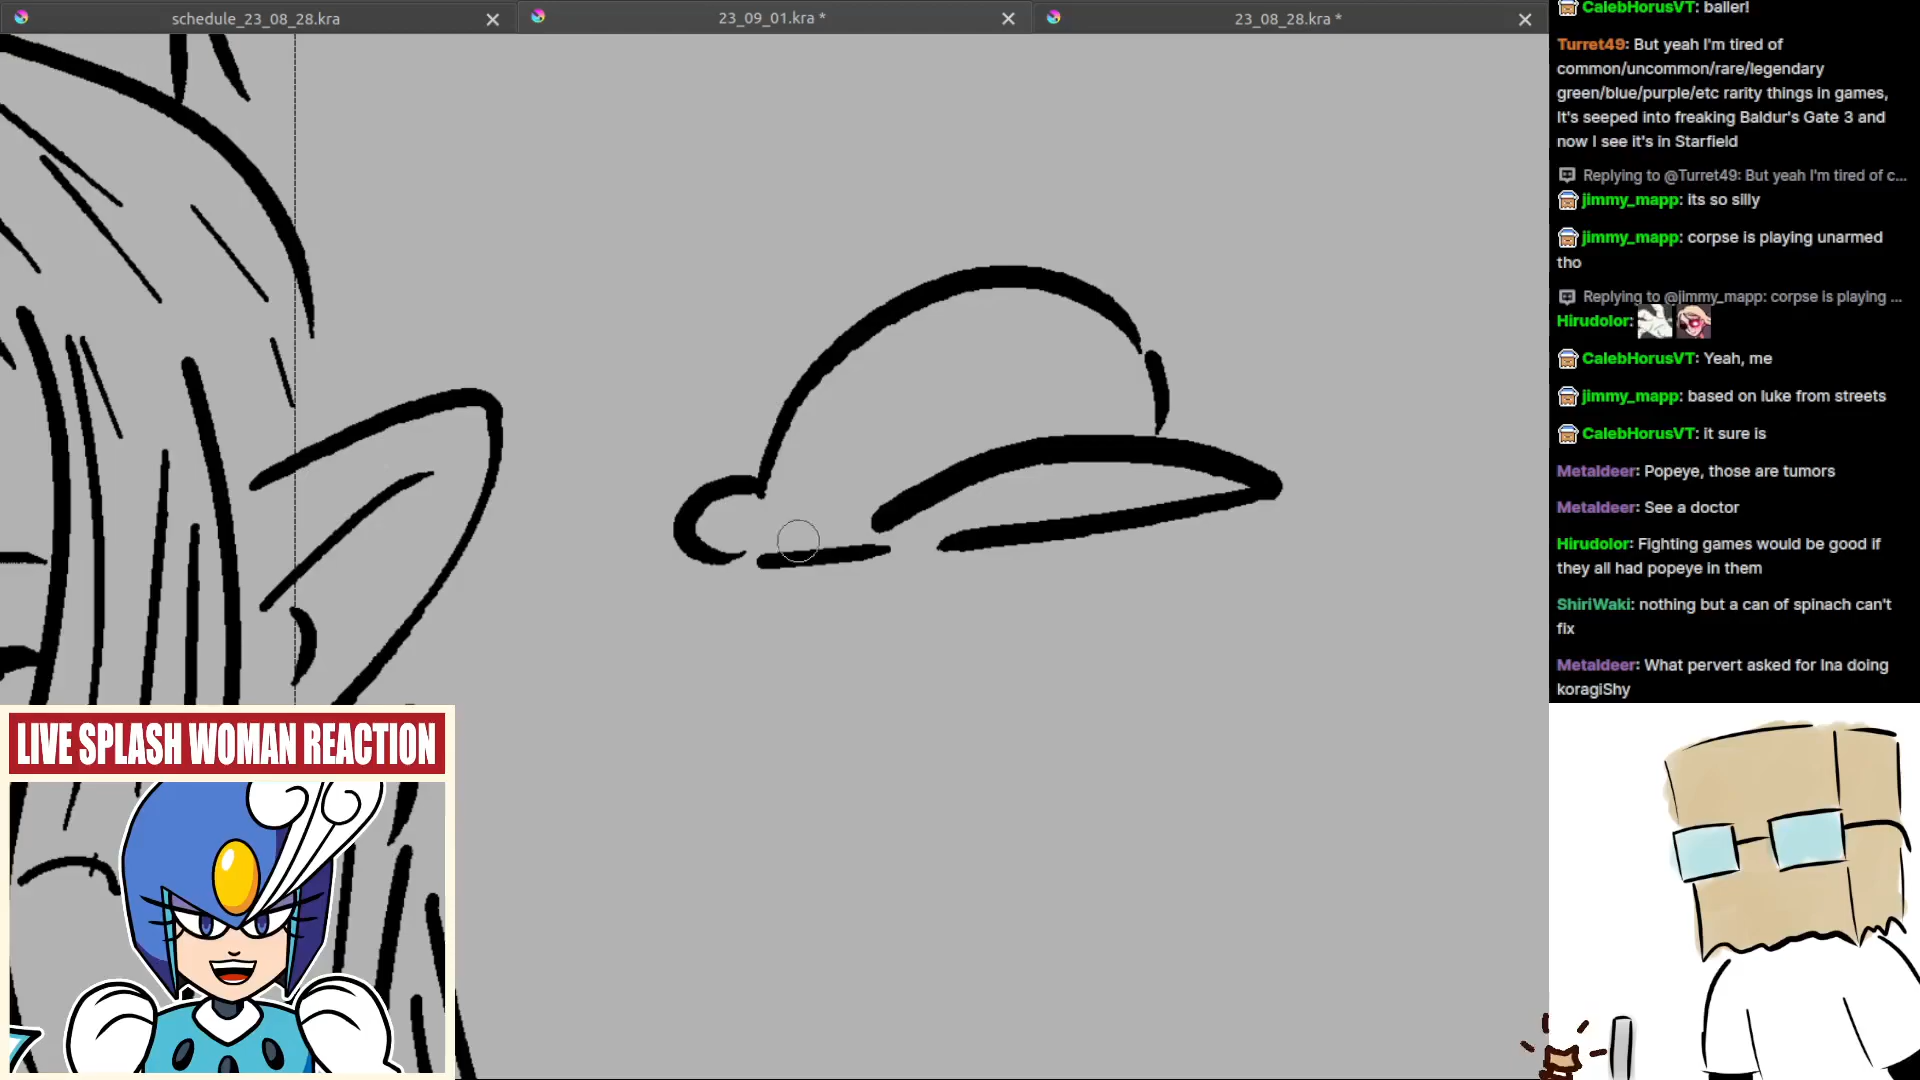 schedule_23_08_28.kra
23_09_01.kra *
23_08_28.kra *
CalebHorusVT: baller!
Turret49: But yeah I'm tired of
common/uncommon/rare/legendary
green/blue/purple/etc rarity things in games,
It's seeped into freaking Baldur's Gate 3 and
now I see it's in Starfield
Replying to @Turret49: But yeah I'm tired of c...
jimmy_mapp: its so silly
jimmy_mapp: corpse is playing unarmed
tho
Replying to @jimmy_mapp: corpse is playing ...
Hirudolor:
CalebHorusVT: Yeah, me
jimmy_mapp: based on luke from streets
CalebHorusVT: it sure is
Metaldeer: Popeye, those are tumors
Metaldeer: See a doctor
Hirudolor: Fighting games would be good if
they all had popeye in them
ShiriWaki: nothing but a can of spinach can't
fix
Metaldeer: What pervert asked for Ina doing
koragiShy
LIVE SPLASH WOMAN REACTION